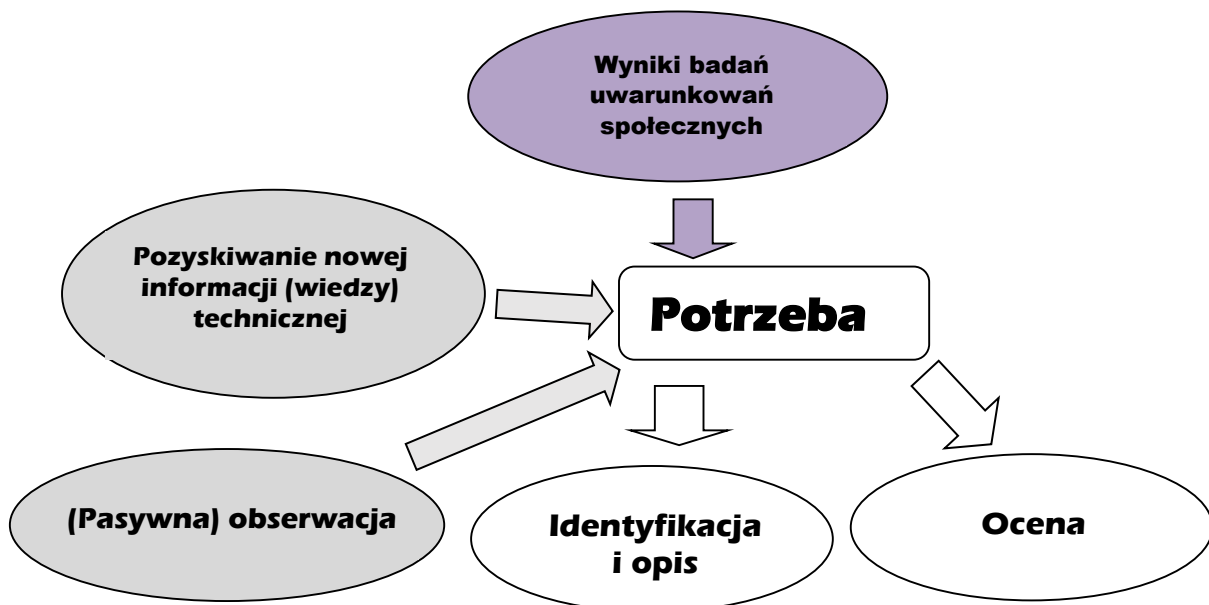 Wyniki badań
uwarunkowań
społecznych
Pozyskiwanie nowej
informacji (wiedzy)
technicznej
Potrzeba
(Pasywna) obserwacja
Identyfikacja
i opis
Ocena